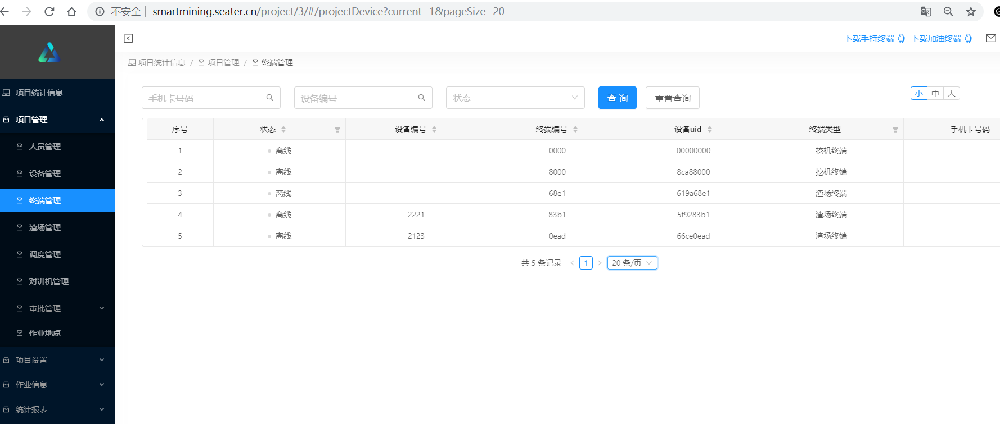 不安全 | smartmining.seater.cn/project/3/#/projectDevice?current=1&pageSize=20
下载手持终端 下载加油终端
项目统计信息 / 项目管理 / 终端管理
项目统计信息
项目管理
人员管理
设备管理
终端管理
渣场管理
调度管理
对讲机管理
审批管理
作业地点
项目设置
作业信息
统计报表
手机卡号码 设备编号 状态 查 询 重置查询 小 中 大
序号 状态 设备编号 终端编号 设备uid 终端类型 手机卡号码
1 离线 0000 00000000 挖机终端
2 离线 8000 8ca88000 挖机终端
3 离线 68e1 619a68e1 渣场终端
4 离线 2221 83b1 5f9283b1 渣场终端
5 离线 2123 0ead 66ce0ead 渣场终端
共 5 条记录 1 20 条/页